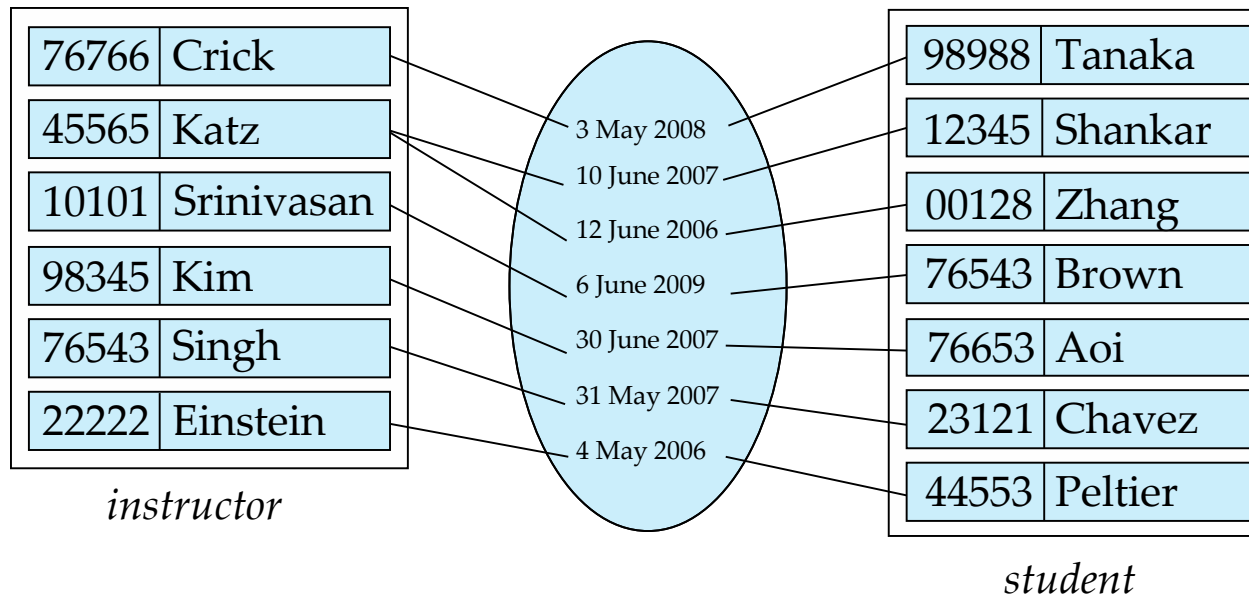 76766 Crick
45565 Katz
10101 Srinivasan
98345 Kim
76543 Singh
22222 Einstein
instructor
3 May 2008
10 June 2007
12 June 2006
6 June 2009
30 June 2007
31 May 2007
4 May 2006
98988 Tanaka
12345 Shankar
00128 Zhang
76543 Brown
76653 Aoi
23121 Chavez
44553 Peltier
student